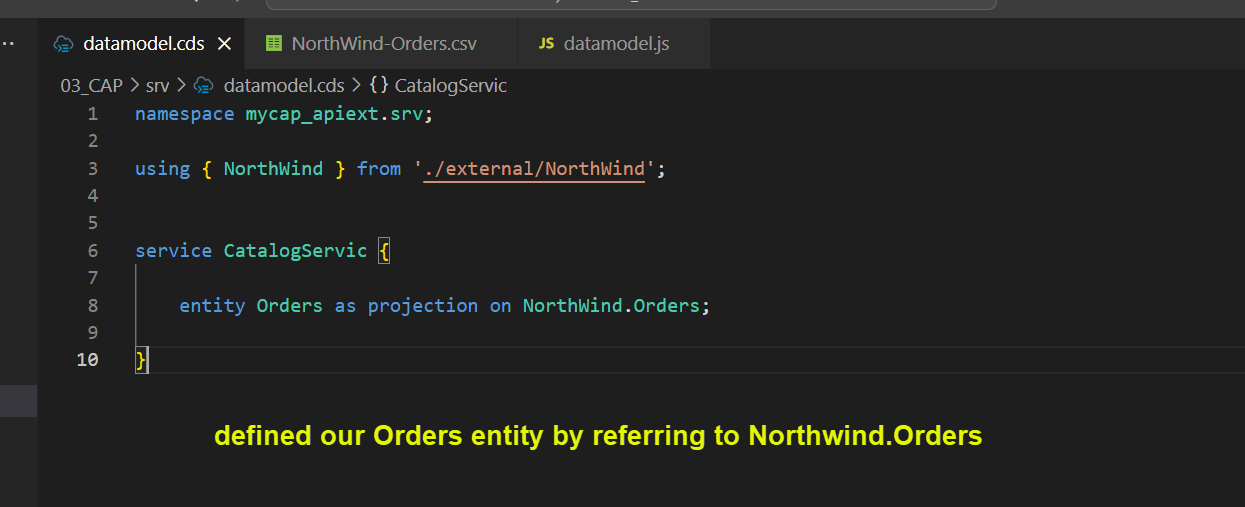 datamodel.cds
NorthWind-Orders.csv
JS datamodel.js
03_CAP > srv > datamodel.cds > {} CatalogServic
1 namespace mycap_apiext.srv;
2
3 using { NorthWind } from './external/NorthWind';
4
5
6 service CatalogServic {
7
8 entity Orders as projection on NorthWind.Orders;
9
10 }
defined our Orders entity by referring to Northwind.Orders